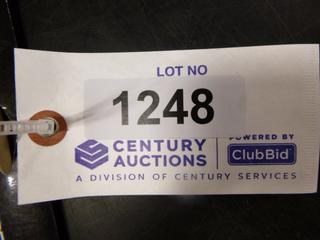 LOT NO
1248
CENTURY
AUCTIONS
POWERED BY
ClubBid
A DIVISION OF CENTURY SERVICES